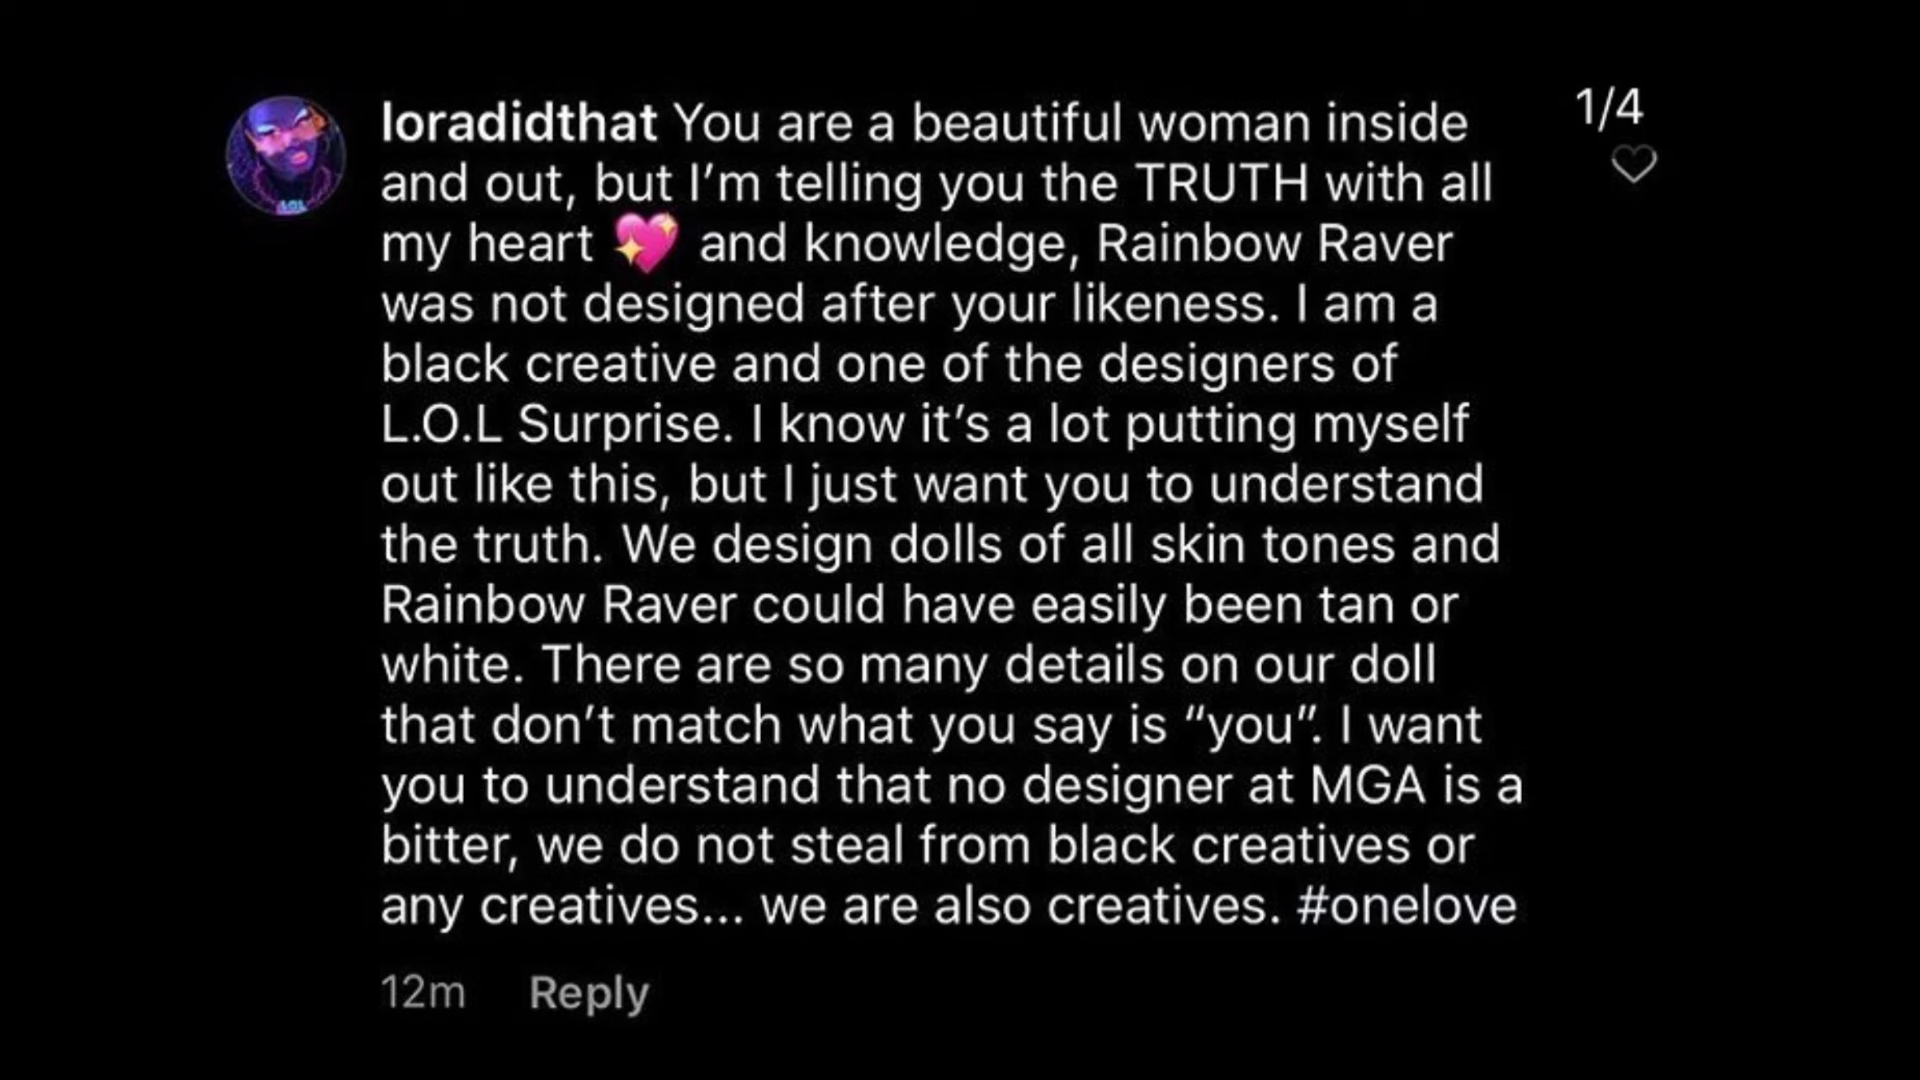 loradidthat You are a beautiful woman inside
1/4
and out, but I'm telling you the TRUTH with all
my heart 💖 and knowledge, Rainbow Raver
was not designed after your likeness. I am a
black creative and one of the designers of
L.O.L Surprise. I know it's a lot putting myself
out like this, but I just want you to understand
the truth. We design dolls of all skin tones and
Rainbow Raver could have easily been tan or
white. There are so many details on our doll
that don't match what you say is “you”. I want
you to understand that no designer at MGA is a
bitter, we do not steal from black creatives or
any creatives... we are also creatives. #onelove
12m Reply